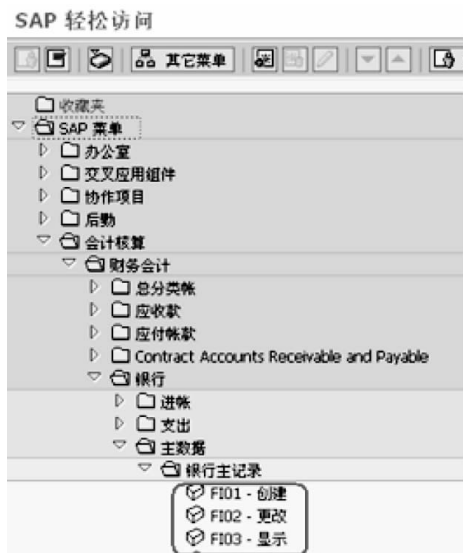 SAP 轻松访问
其它菜单
收藏夹
SAP 菜单
办公室
交叉应用组件
协作项目
后勤
会计核算
财务会计
总分类帐
应收款
应付帐款
Contract Accounts Receivable and Payable
银行
进帐
支出
主数据
银行主记录
FI01 - 创建
FI02 - 更改
FI03 - 显示